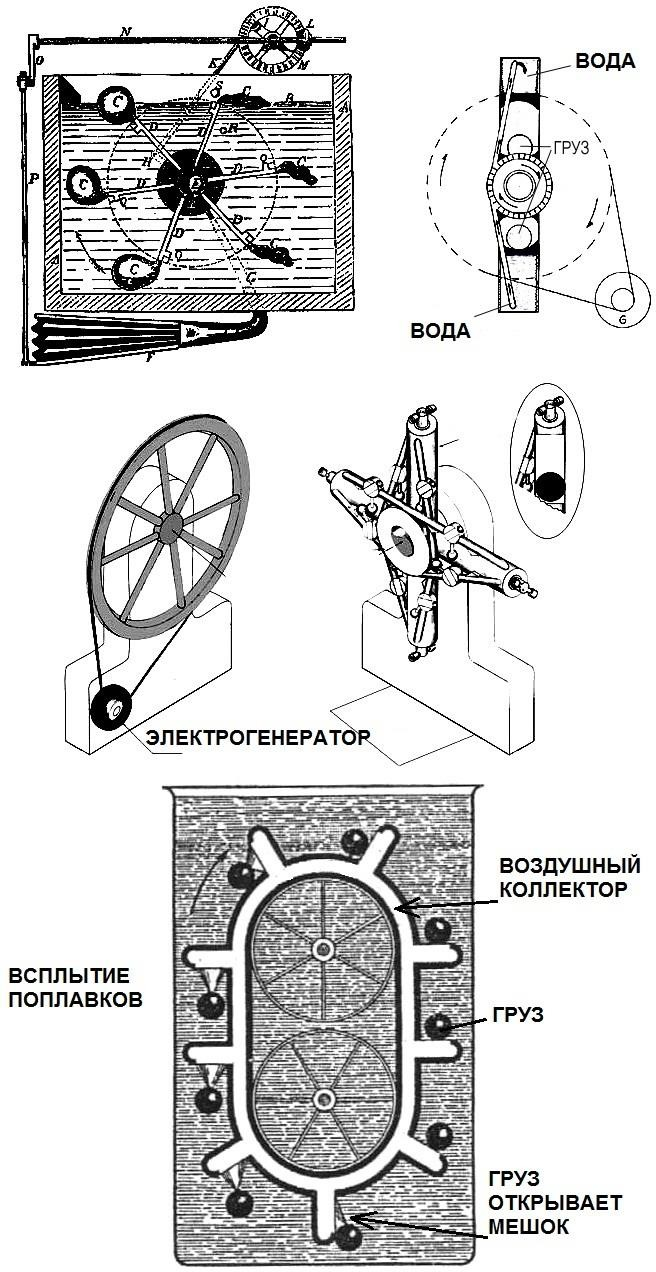 N
L
O
K
M
S
C
C
B
A
D
D
R
H
P
C
D
E
D
Q
C
Q
D
D
C
Q
C
G
F
ВОДА
ГРУЗ
ВОДА
G
ЭЛЕКТРОГЕНЕРАТОР
ВОЗДУШНЫЙ
КОЛЛЕКТОР
ВСПЛЫТИЕ
ПОПЛАВКОВ
ГРУЗ
ГРУЗ
ОТКРЫВАЕТ
МЕШОК